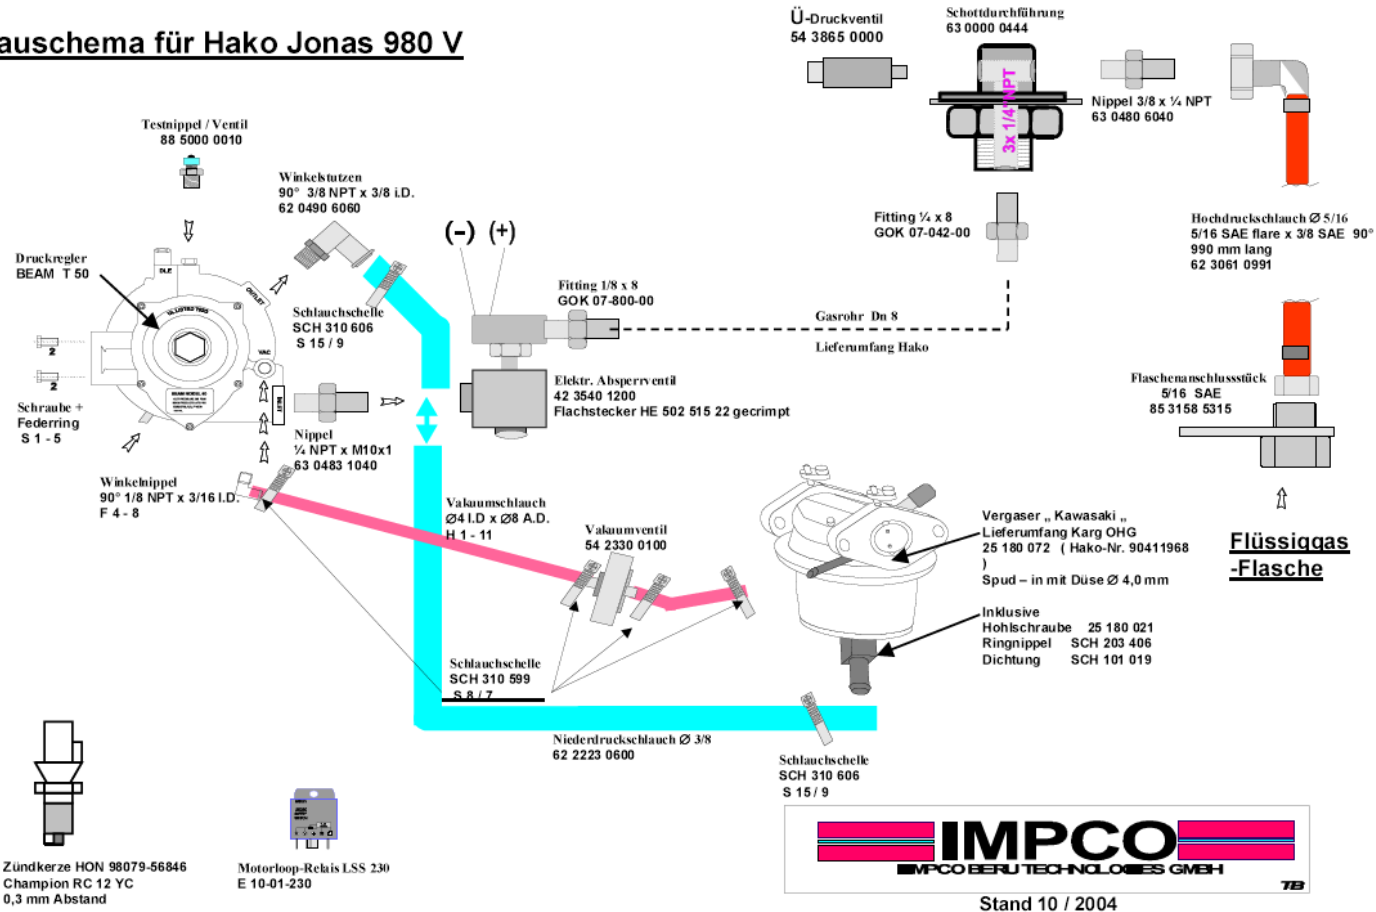 auschema für Hako Jonas 980 V
Ü-Druckventil
54 3865 0000
Schottdurchführung
63 0000 0444
3x 1/4"NPT
Nippel 3/8 x ¼ NPT
63 0480 6040
Testnippel / Ventil
88 5000 0010
Winkelstutzen
90° 3/8 NPT x 3/8 i.D.
62 0490 6060
(-) (+)
Fitting ¼ x 8
GOK 07-042-00
Hochdruckschlauch Ø 5/16
5/16 SAE flare x 3/8 SAE 90°
990 mm lang
62 3061 0991
Druckregler
BEAM T 50
DLE
OUTLET
VAC
INLET
Schlauchschelle
SCH 310 606
S 15 / 9
Fitting 1/8 x 8
GOK 07-800-00
Gasrohr Dn 8
Lieferumfang Hako
2
2
Schraube +
Federring
S 1 - 5
Elektr. Absperrventil
42 3540 1200
Flachstecker HE 502 515 22 gecrimpt
Flaschenanschlussstück
5/16 SAE
85 3158 5315
Nippel
¼ NPT x M10x1
63 0483 1040
Winkelnippel
90° 1/8 NPT x 3/16 I.D.
F 4 - 8
Vakuumschlauch
Ø4 I.D x Ø8 A.D.
H 1 - 11
Vakuumventil
54 2330 0100
Vergaser „ Kawasaki „
Lieferumfang Karg OHG
25 180 072 ( Hako-Nr. 90411968
)
Spud – in mit Düse Ø 4,0 mm
Flüssiggas
-Flasche
Inklusive
Hohlschraube 25 180 021
Ringnippel SCH 203 406
Dichtung SCH 101 019
Schlauchschelle
SCH 310 599
S 8 / 7
Niederdruckschlauch Ø 3/8
62 2223 0600
Schlauchschelle
SCH 310 606
S 15 / 9
Zündkerze HON 98079-56846
Champion RC 12 YC
0,3 mm Abstand
Motorloop-Relais LSS 230
E 10-01-230
IMPCO
IMPCO BERU TECHNOLOGIES GMBH
TB
Stand 10 / 2004